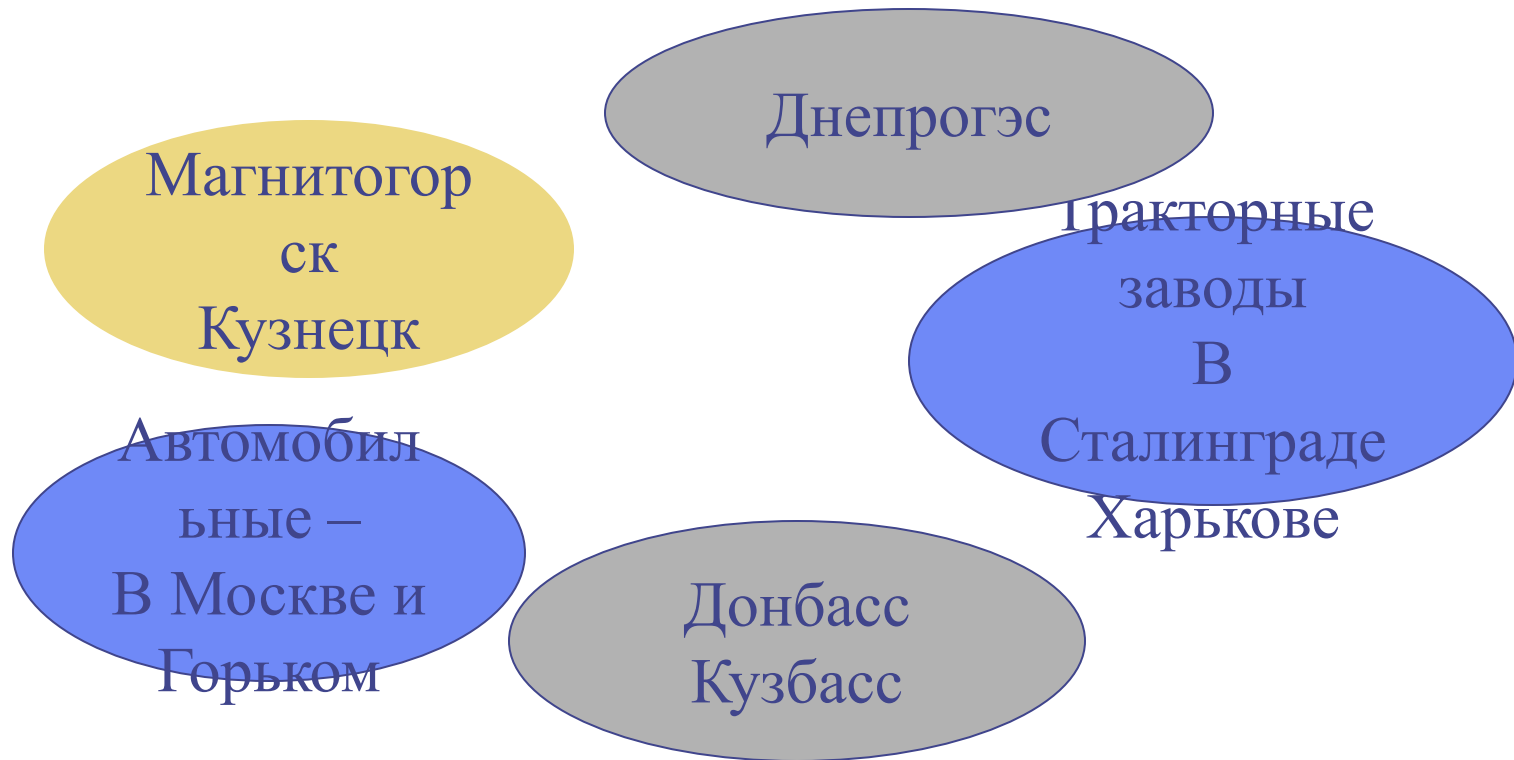 Днепрогэс
Магнитогор
ск
Кузнецк
Тракторные
заводы
В
Сталинграде
Харькове
Автомобил
ьные –
В Москве и
Горьком
Донбасс
Кузбасс